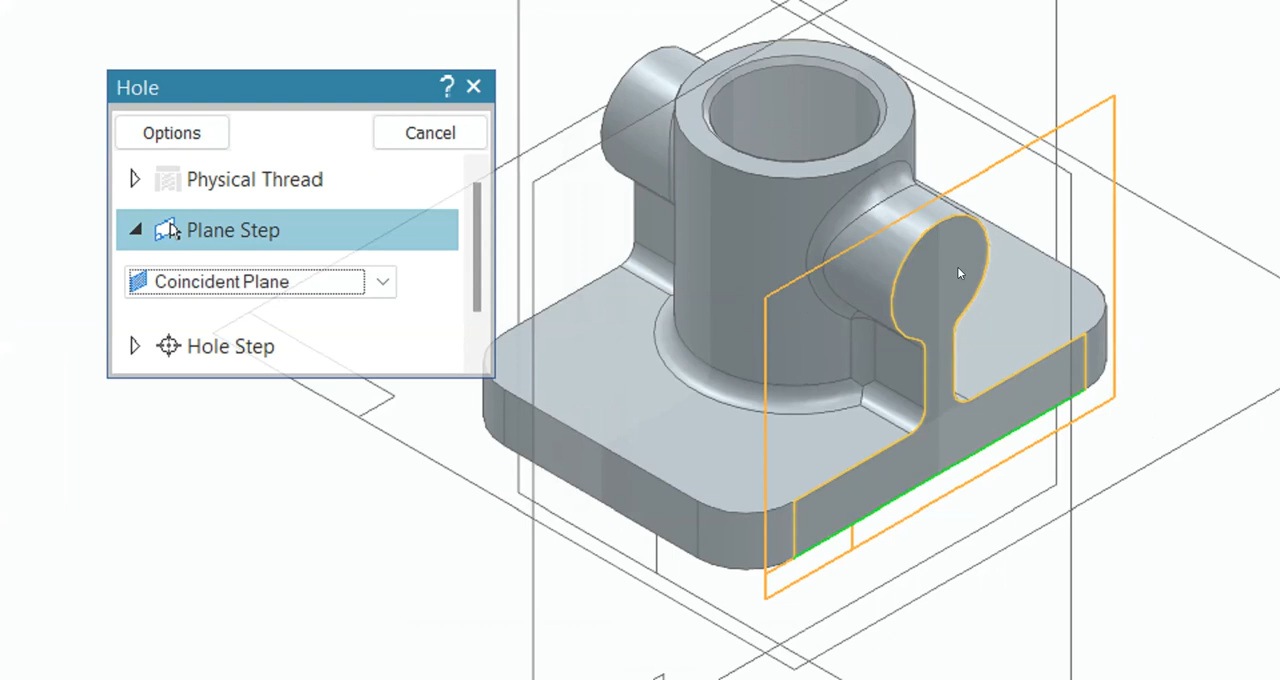 Hole ?
Options Cancel
Physical Thread
Plane Step
Coincident Plane
Hole Step